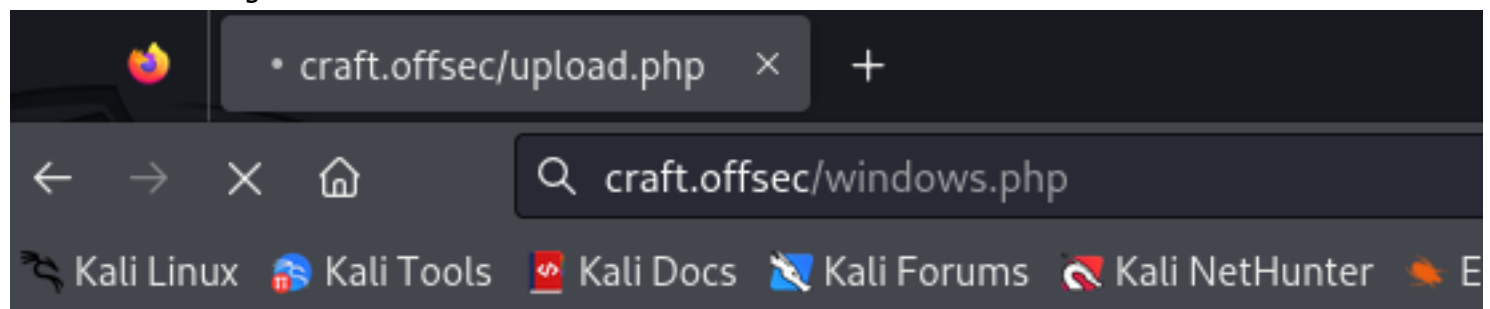 craft.offsec/upload.php
craft.offsec/windows.php
Kali Linux Kali Tools Kali Docs Kali Forums Kali NetHunter E